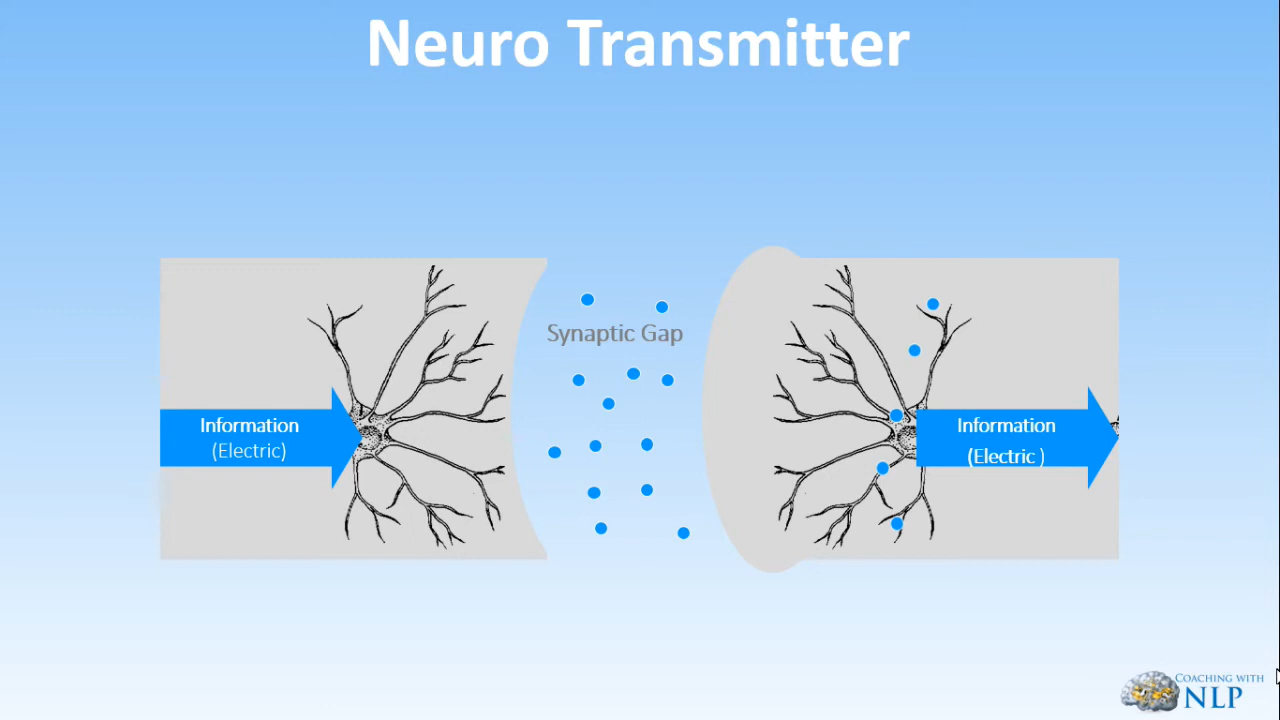 Neuro Transmitter
Synaptic Gap
Information
(Electric)
Information
(Electric )
COACHING WITH
NLP